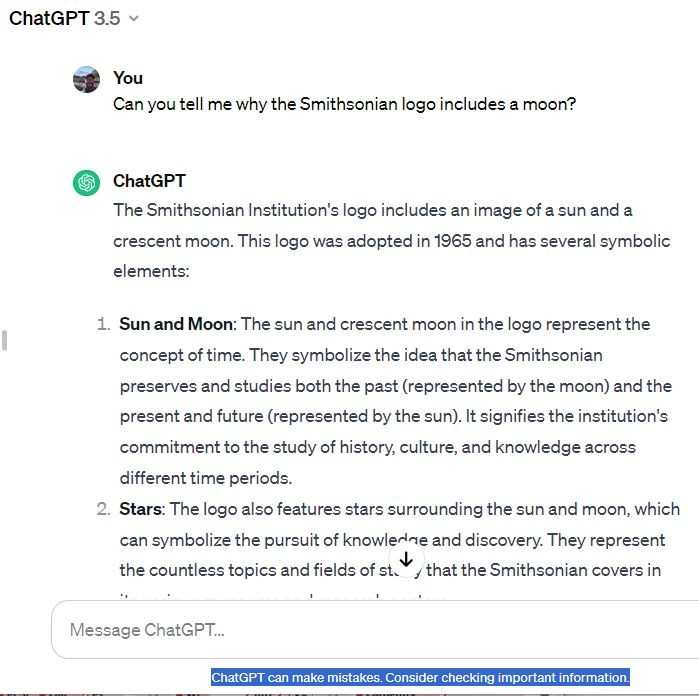 ChatGPT 3.5
You
Can you tell me why the Smithsonian logo includes a moon?
ChatGPT
The Smithsonian Institution's logo includes an image of a sun and a
crescent moon. This logo was adopted in 1965 and has several symbolic
elements:
1. Sun and Moon: The sun and crescent moon in the logo represent the
concept of time. They symbolize the idea that the Smithsonian
preserves and studies both the past (represented by the moon) and the
present and future (represented by the sun). It signifies the institution's
commitment to the study of history, culture, and knowledge across
different time periods.
2. Stars: The logo also features stars surrounding the sun and moon, which
can symbolize the pursuit of knowledge and discovery. They represent
the countless topics and fields of that the Smithsonian covers in
Message ChatGPT...
ChatGPT can make mistakes. Consider checking important information.